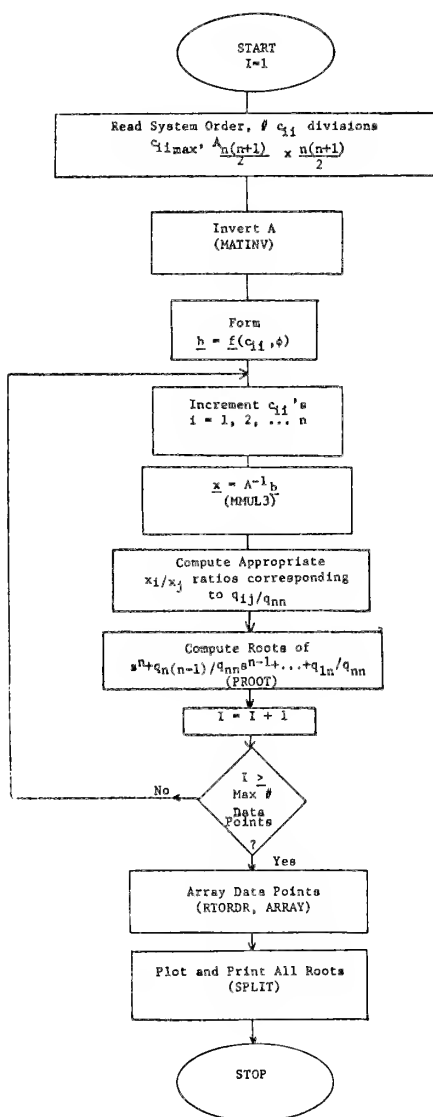 START
I=1
Read System Order, # c_ii divisions
c_ii max, A n(n+1)/2 x n(n+1)/2
Invert A
(MATINV)
Form
b = f(c_ii,ϕ)
Increment c_ii's
i = 1, 2, ... n
x = A^-1 b
(MMUL3)
Compute Appropriate
x_i/x_j ratios corresponding
to q_ij/q_nn
Compute Roots of
s^n+q_n(n-1)/q_nn s^n-1+...+q_1n/q_nn
(PROOT)
I = I + 1
I ≥
No
Max #
Data
Points
?
Yes
Array Data Points
(RTORDR, ARRAY)
Plot and Print All Roots
(SPLIT)
STOP